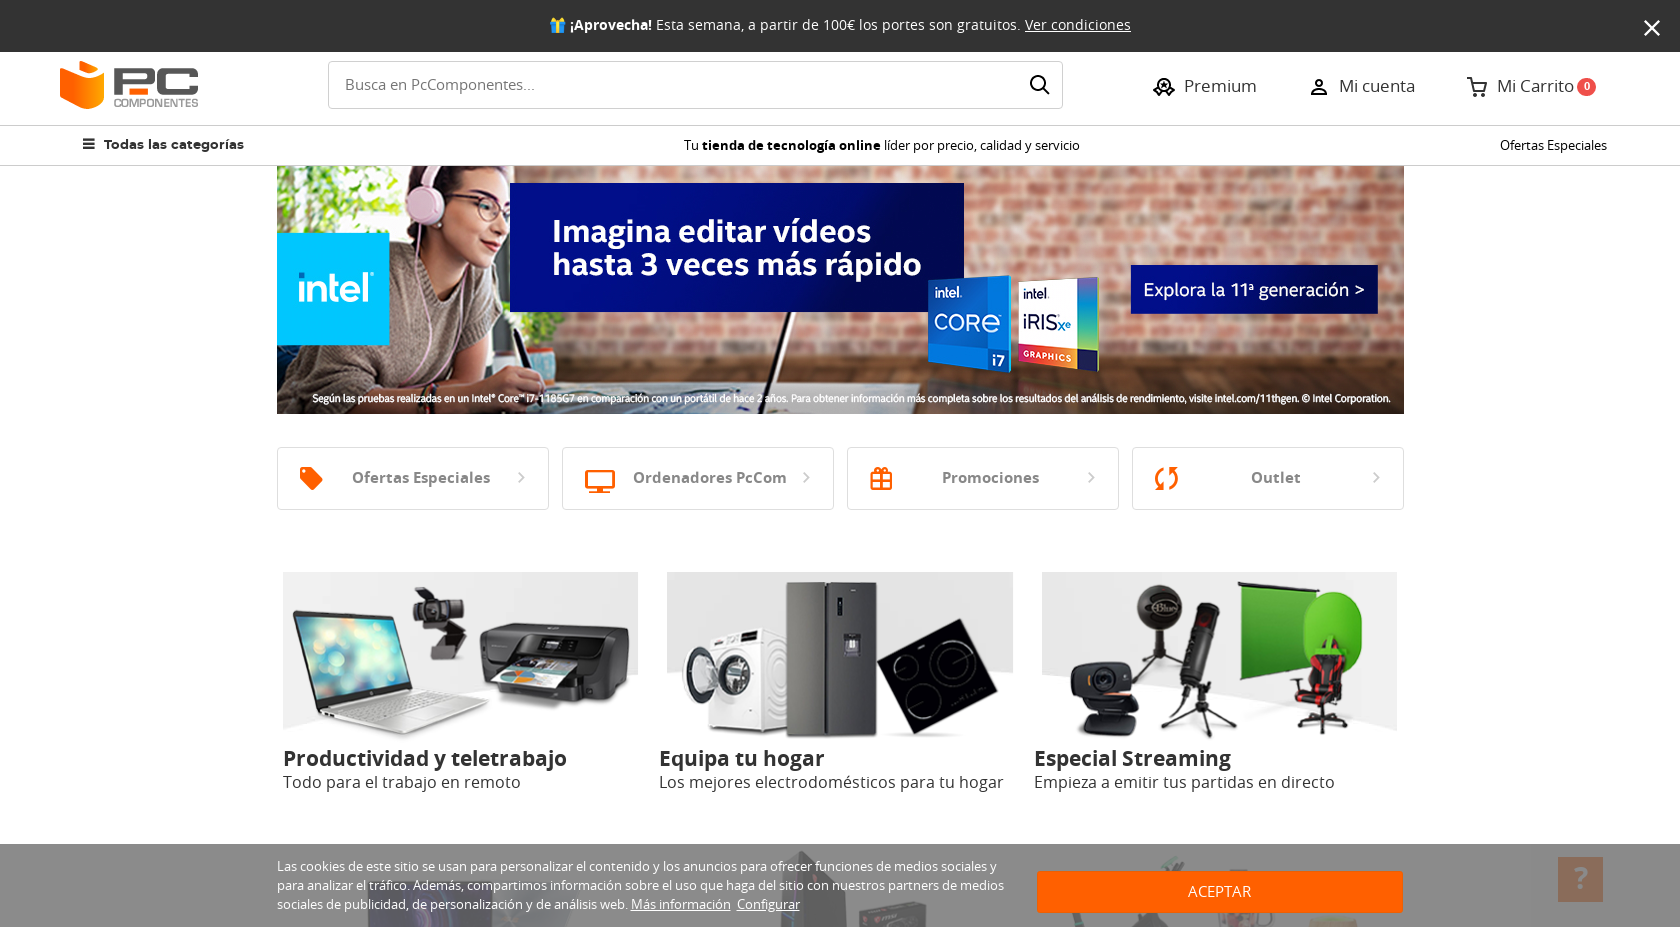 ¡Aprovecha! Esta semana, a partir de 100€ los portes son gratuitos. Ver condiciones
PC
COMPONENTES
Busca en PcComponentes...
Premium
Mi cuenta
Mi Carrito 0
Todas las categorías
Tu tienda de tecnología online líder por precio, calidad y servicio
Ofertas Especiales
Imagina editar vídeos
hasta 3 veces más rápido
intel®
intel.
CORE™
i7
intel.
iRISxe
GRAPHICS
Explora la 11ª generación >
Según las pruebas realizadas en un Intel® Core™ i7-1185G7 en comparación con un portátil de hace 2 años. Para obtener información más completa sobre los resultados del análisis de rendimiento, visite intel.com/11thgen. © Intel Corporation.
Ofertas Especiales
Ordenadores PcCom
Promociones
Outlet
Productividad y teletrabajo
Todo para el trabajo en remoto
Equipa tu hogar
Los mejores electrodomésticos para tu hogar
Especial Streaming
Empieza a emitir tus partidas en directo
Las cookies de este sitio se usan para personalizar el contenido y los anuncios para ofrecer funciones de medios sociales y
para analizar el tráfico. Además, compartimos información sobre el uso que haga del sitio con nuestros partners de medios
sociales de publicidad, de personalización y de análisis web. Más información Configurar
ACEPTAR
?